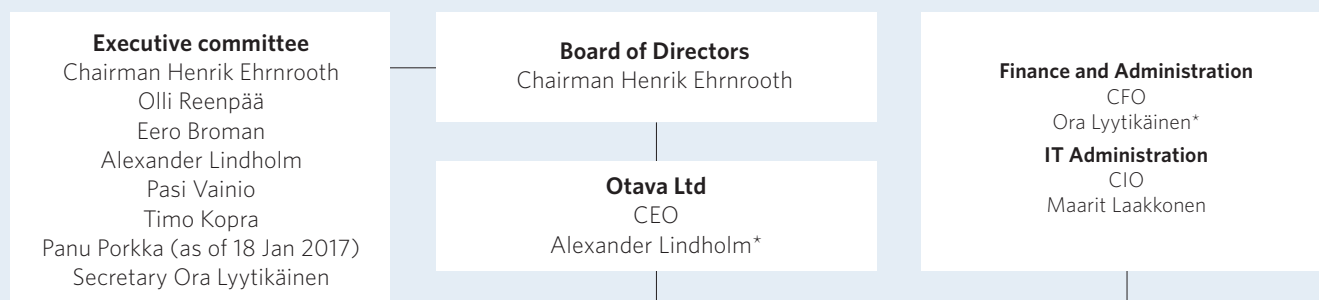 Executive committee
Chairman Henrik Ehrnrooth
Olli Reenpää
Eero Broman
Alexander Lindholm
Pasi Vainio
Timo Kopra
Panu Porkka (as of 18 Jan 2017)
Secretary Ora Lyytikäinen
Board of Directors
Chairman Henrik Ehrnrooth
Otava Ltd
CEO
Alexander Lindholm*
Finance and Administration
CFO
Ora Lyytikäinen*
IT Administration
CIO
Maarit Laakkonen